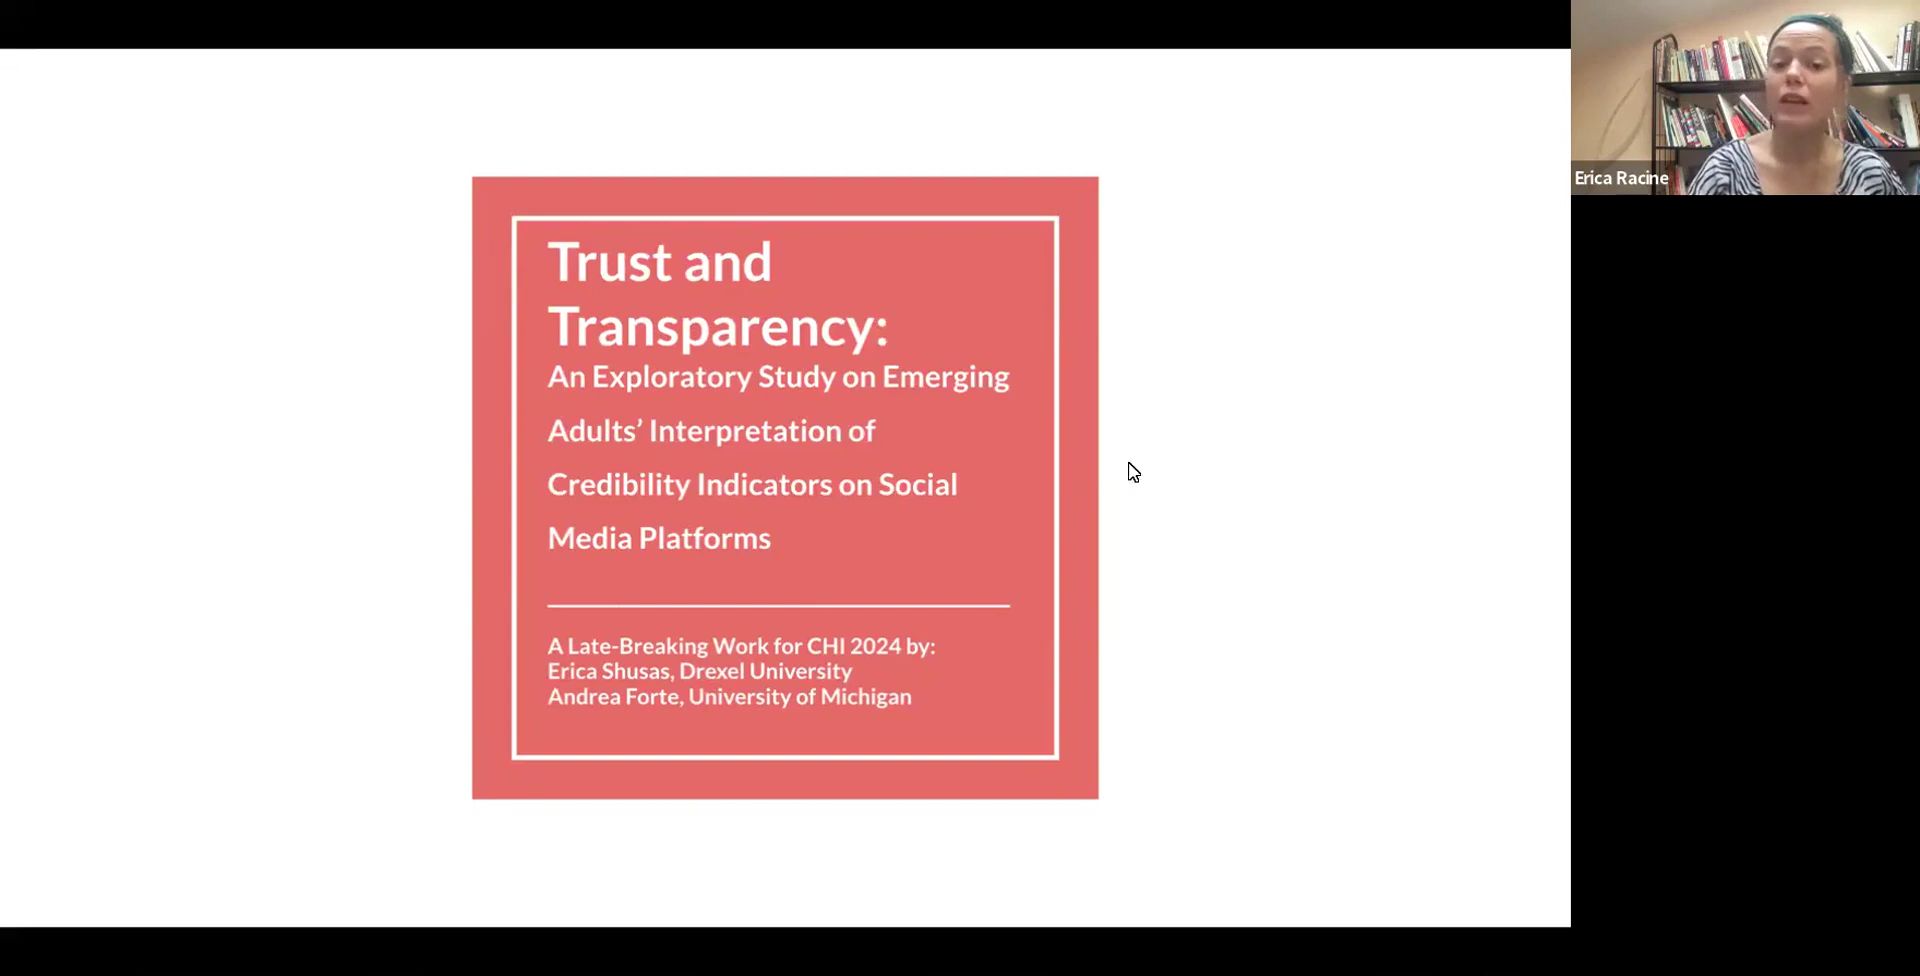 Trust and
Transparency:
An Exploratory Study on Emerging
Adults’ Interpretation of
Credibility Indicators on Social
Media Platforms
A Late-Breaking Work for CHI 2024 by:
Erica Shusas, Drexel University
Andrea Forte, University of Michigan
Erica Racine